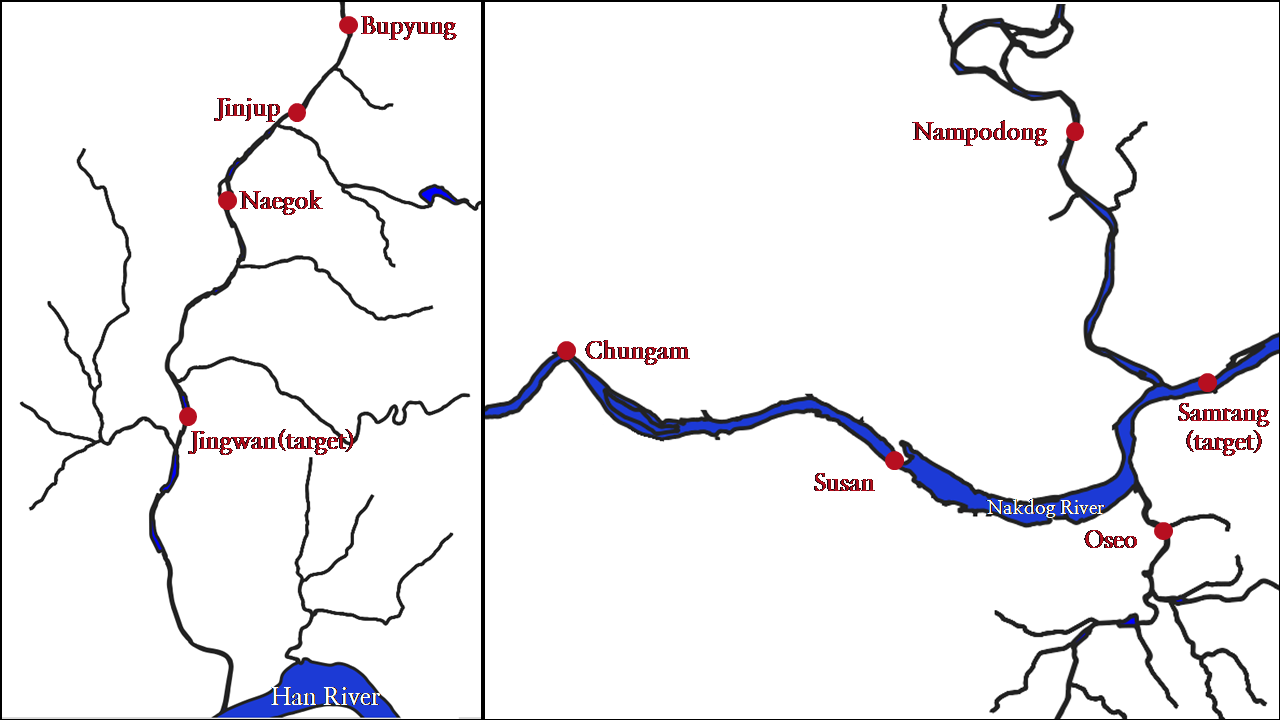 Bupyung
Jinjup
Naegok
Jingwan(target)
Han River
Nampodong
Chungam
Samrang
(target)
Susan
Nakdog River
Oseo